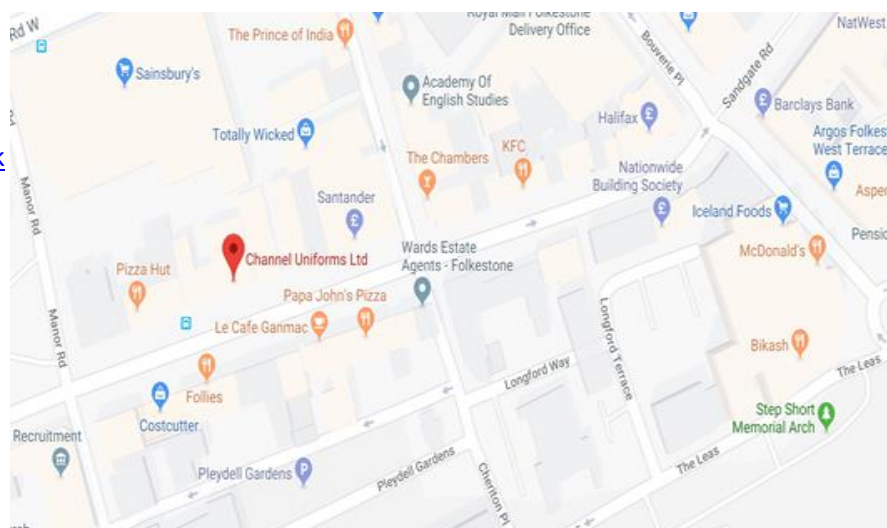 Rd W
The Prince of India
Royal Mail Folkestone
Delivery Office
NatWest
Sainsbury's
Academy Of
English Studies
Bouverie Pl
Sandgate Rd
Barclays Bank
Totally Wicked
Halifax
Argos Folkes
West Terrace
k
The Chambers
KFC
Nationwide
Building Society
Manor Rd
Santander
Iceland Foods
Asper
Channel Uniforms Ltd
Wards Estate
Agents - Folkestone
McDonald's
Pensio
Pizza Hut
Papa John's Pizza
Le Cafe Ganmac
Manor Rd
Longford Terrace
Bikash
Follies
Longford Way
The Leas
Costcutter
Step Short
Memorial Arch
Recruitment
Pleydell Gardens
Pleydell Gardens
The Leas
Cheriton Pl